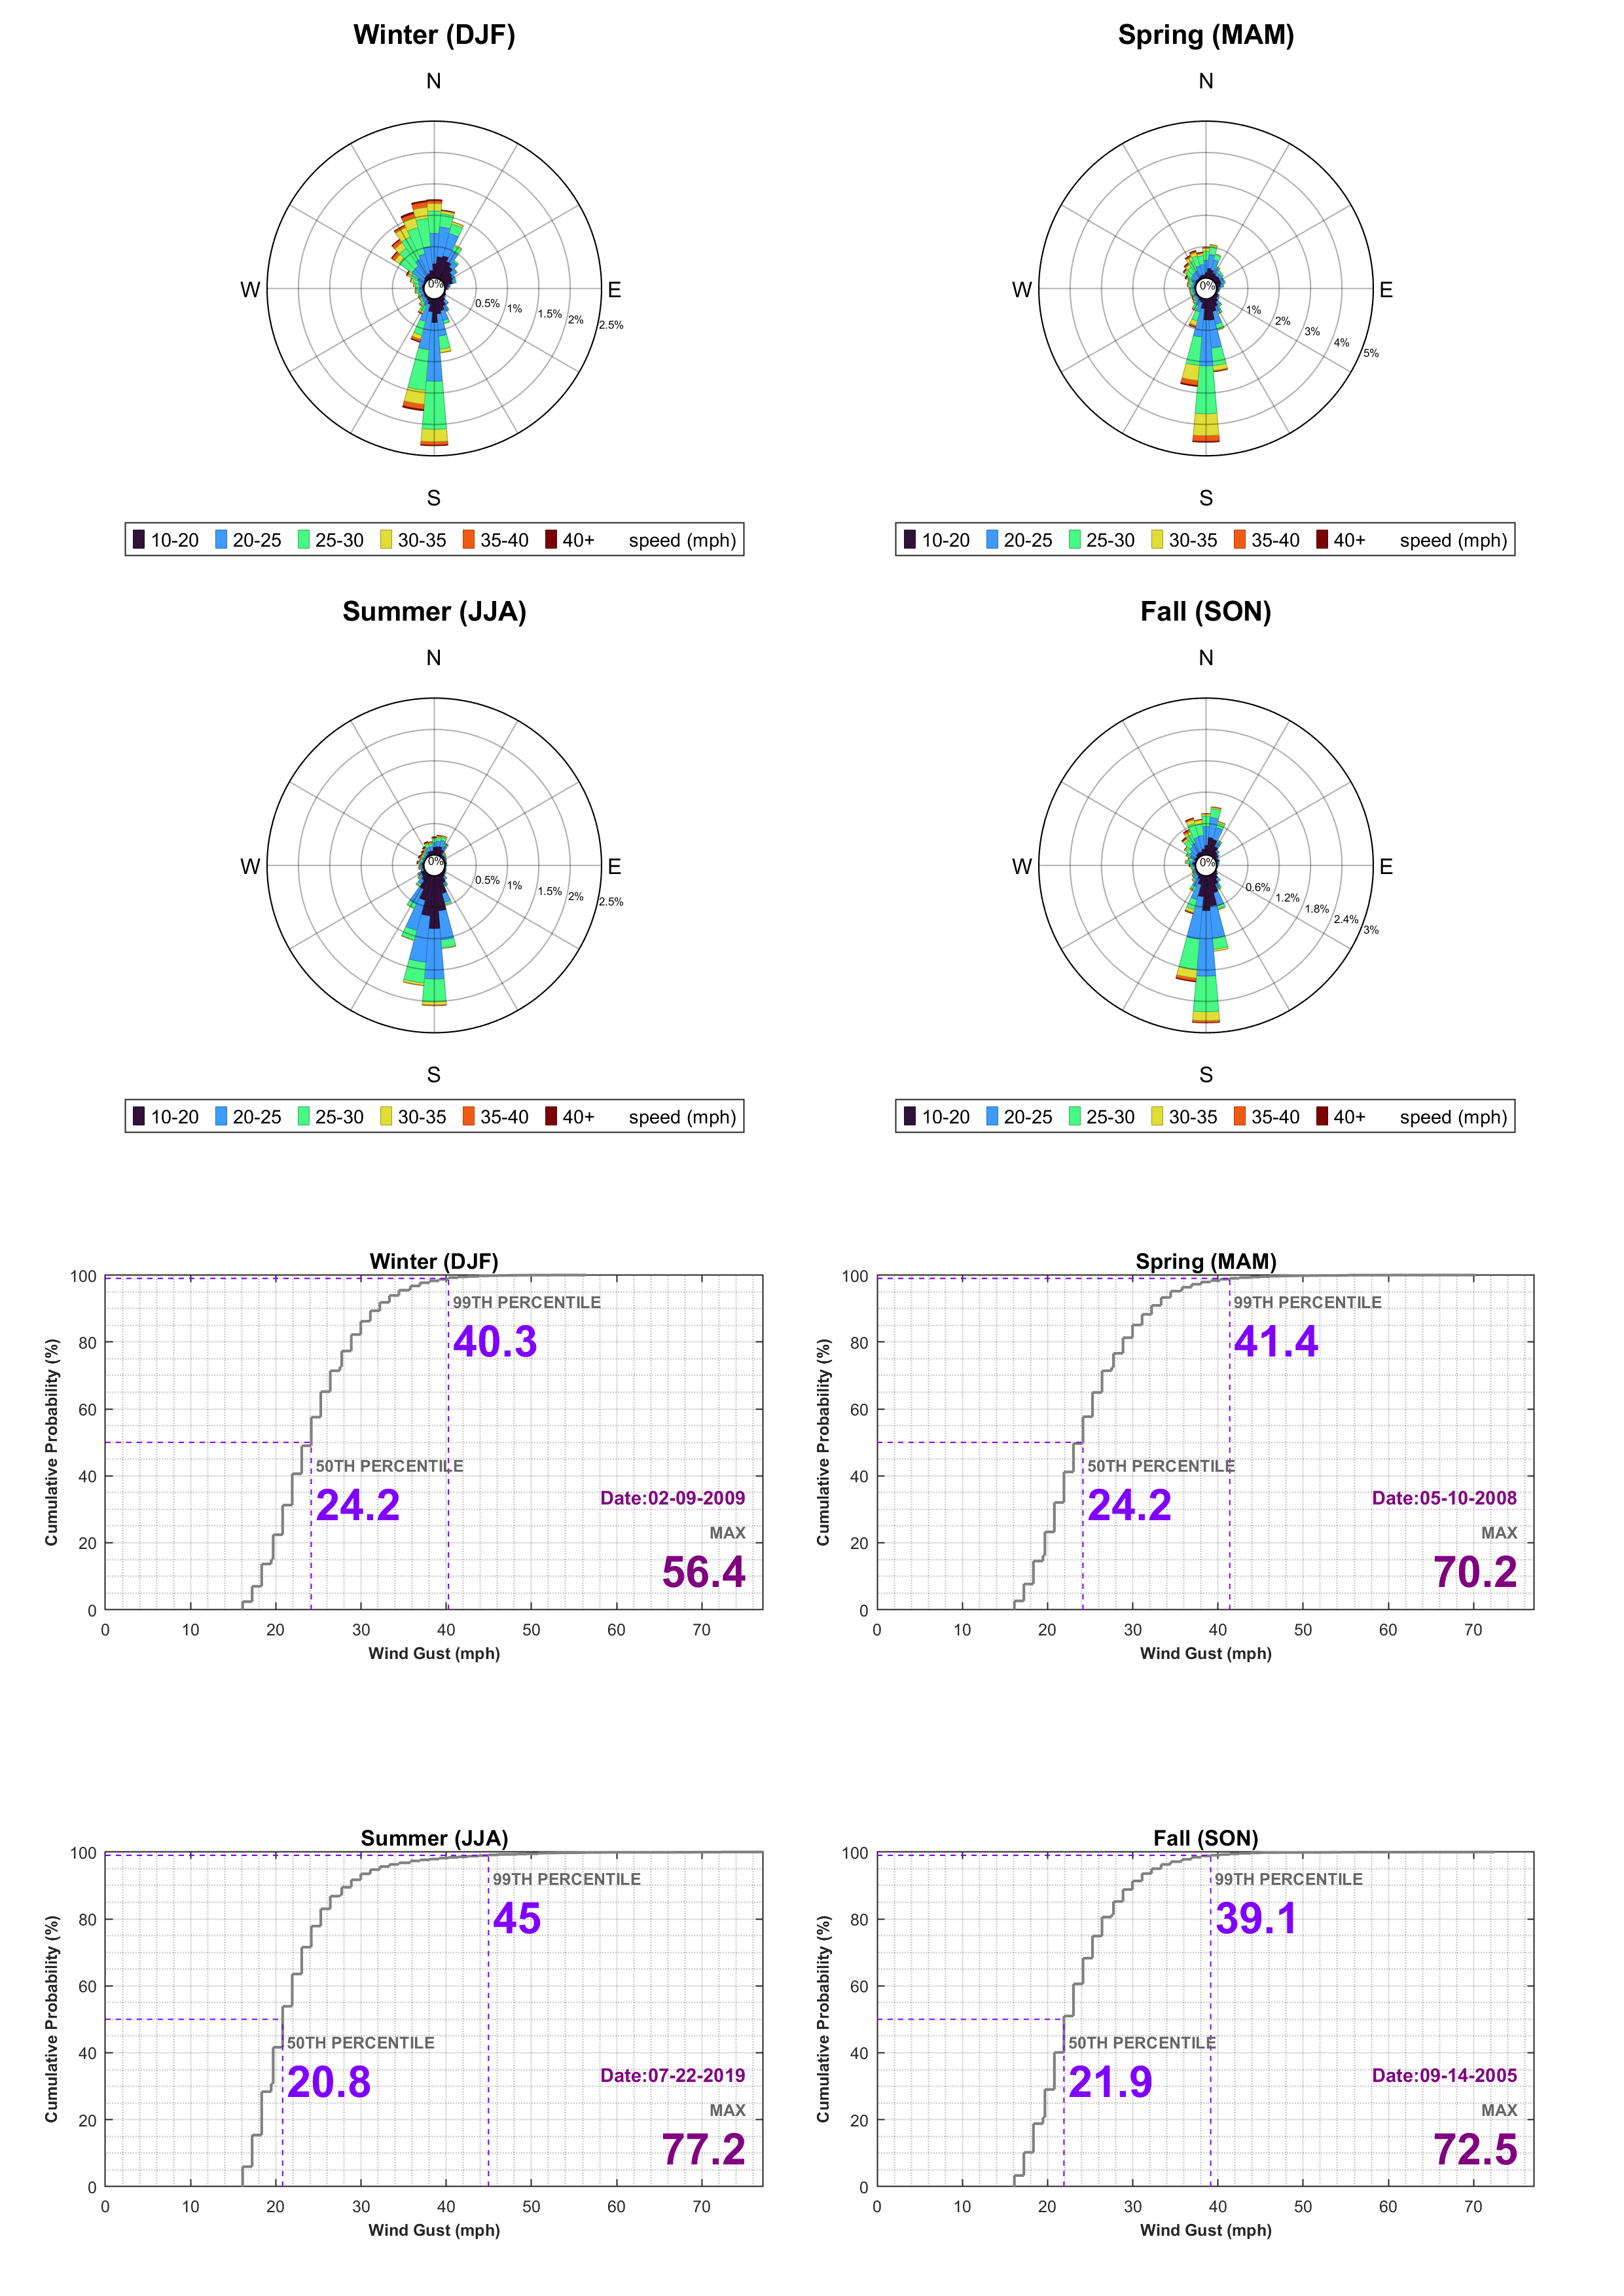 Winter (DJF)
N
W
E
S
0%
0.5%
1%
1.5%
2%
2.5%
10-20 20-25 25-30 30-35 35-40 40+ speed (mph)
Spring (MAM)
N
W
E
S
0%
1%
2%
3%
4%
5%
10-20 20-25 25-30 30-35 35-40 40+ speed (mph)
Summer (JJA)
N
W
E
S
0%
0.5%
1%
1.5%
2%
2.5%
10-20 20-25 25-30 30-35 35-40 40+ speed (mph)
Fall (SON)
N
W
E
S
0%
0.6%
1.2%
1.8%
2.4%
3%
10-20 20-25 25-30 30-35 35-40 40+ speed (mph)
Winter (DJF)
Cumulative Probability (%)
100
80
60
40
20
0
99TH PERCENTILE
40.3
50TH PERCENTILE
24.2
Date:02-09-2009
MAX
56.4
0 10 20 30 40 50 60 70
Wind Gust (mph)
Spring (MAM)
Cumulative Probability (%)
100
80
60
40
20
0
99TH PERCENTILE
41.4
50TH PERCENTILE
24.2
Date:05-10-2008
MAX
70.2
0 10 20 30 40 50 60 70
Wind Gust (mph)
Summer (JJA)
Cumulative Probability (%)
100
80
60
40
20
0
99TH PERCENTILE
45
50TH PERCENTILE
20.8
Date:07-22-2019
MAX
77.2
0 10 20 30 40 50 60 70
Wind Gust (mph)
Fall (SON)
Cumulative Probability (%)
100
80
60
40
20
0
99TH PERCENTILE
39.1
50TH PERCENTILE
21.9
Date:09-14-2005
MAX
72.5
0 10 20 30 40 50 60 70
Wind Gust (mph)